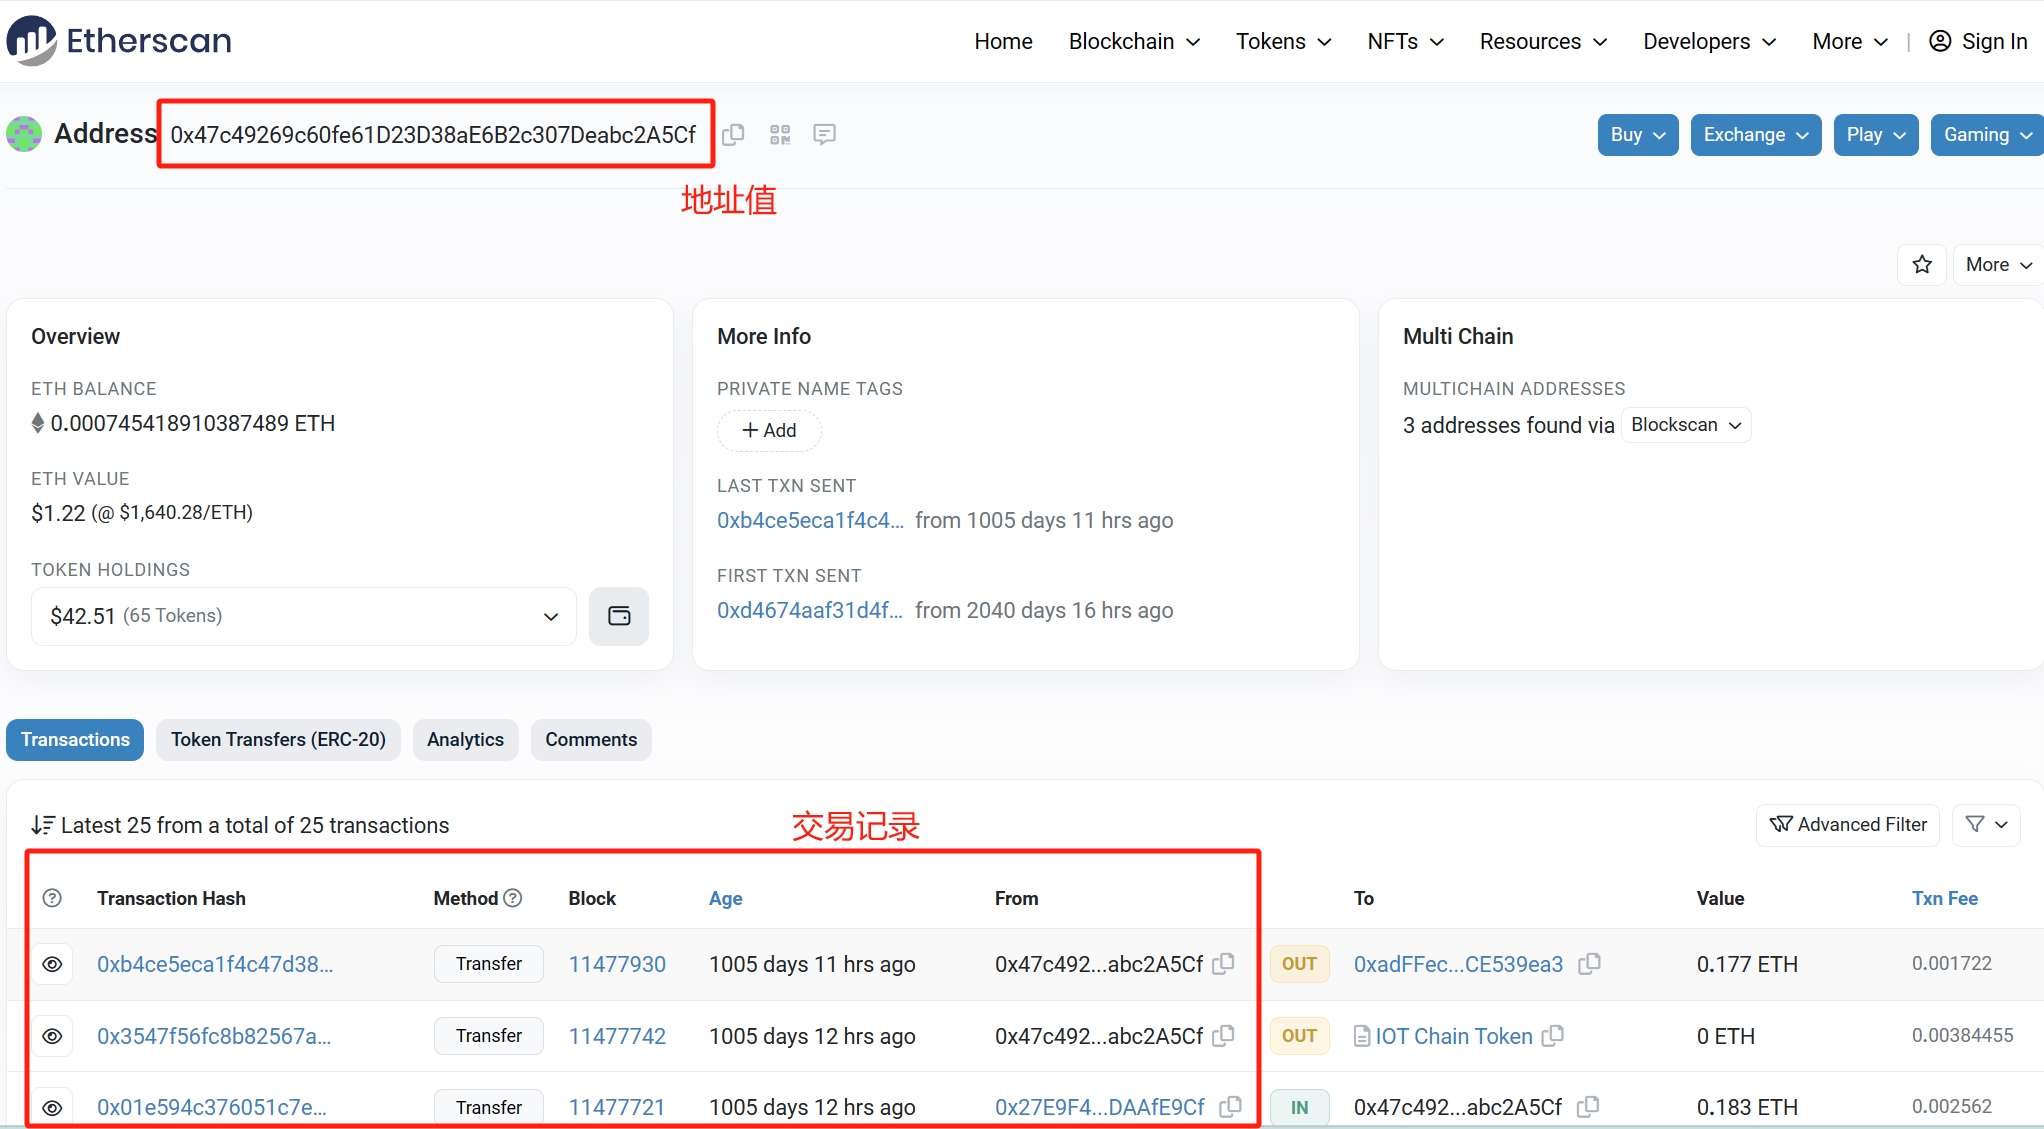 Etherscan
Home Blockchain Tokens NFTs Resources Developers More | Sign In
Address 0x47c49269c60fe61D23D38aE6B2c307Deabc2A5Cf
Buy Exchange Play Gaming
地址值
More
Overview
ETH BALANCE
0.000745418910387489 ETH
ETH VALUE
$1.22 (@ $1,640.28/ETH)
TOKEN HOLDINGS
$42.51 (65 Tokens)
More Info
PRIVATE NAME TAGS
+ Add
LAST TXN SENT
0xb4ce5eca1f4c4... from 1005 days 11 hrs ago
FIRST TXN SENT
0xd4674aaf31d4f... from 2040 days 16 hrs ago
Multi Chain
MULTICHAIN ADDRESSES
3 addresses found via Blockscan
Transactions Token Transfers (ERC-20) Analytics Comments
Latest 25 from a total of 25 transactions
交易记录
Advanced Filter
Transaction Hash Method Block Age From To Value Txn Fee
0xb4ce5eca1f4c47d38... Transfer 11477930 1005 days 11 hrs ago 0x47c492...abc2A5Cf OUT 0xadFFec...CE539ea3 0.177 ETH 0.001722
0x3547f56fc8b82567a... Transfer 11477742 1005 days 12 hrs ago 0x47c492...abc2A5Cf OUT IOT Chain Token 0 ETH 0.00384455
0x01e594c376051c7e... Transfer 11477721 1005 days 12 hrs ago 0x27E9F4...DAAfE9Cf IN 0x47c492...abc2A5Cf 0.183 ETH 0.002562